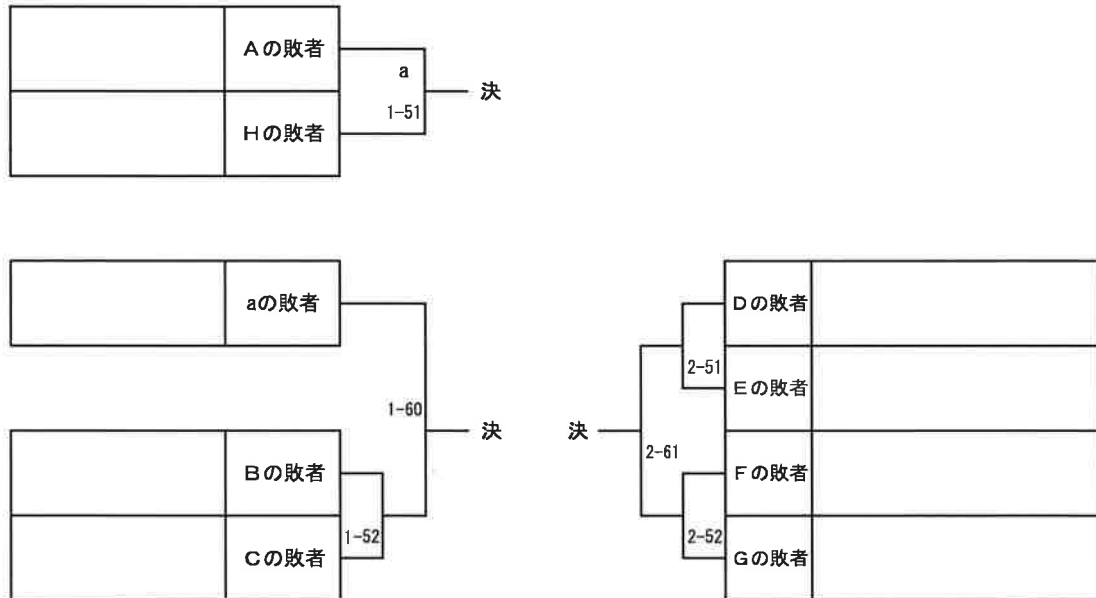 Aの敗者
a
決
1-51
Hの敗者
aの敗者
1-60
決
Bの敗者
1-52
Cの敗者
Dの敗者
2-51
Eの敗者
決
2-61
Fの敗者
2-52
Gの敗者